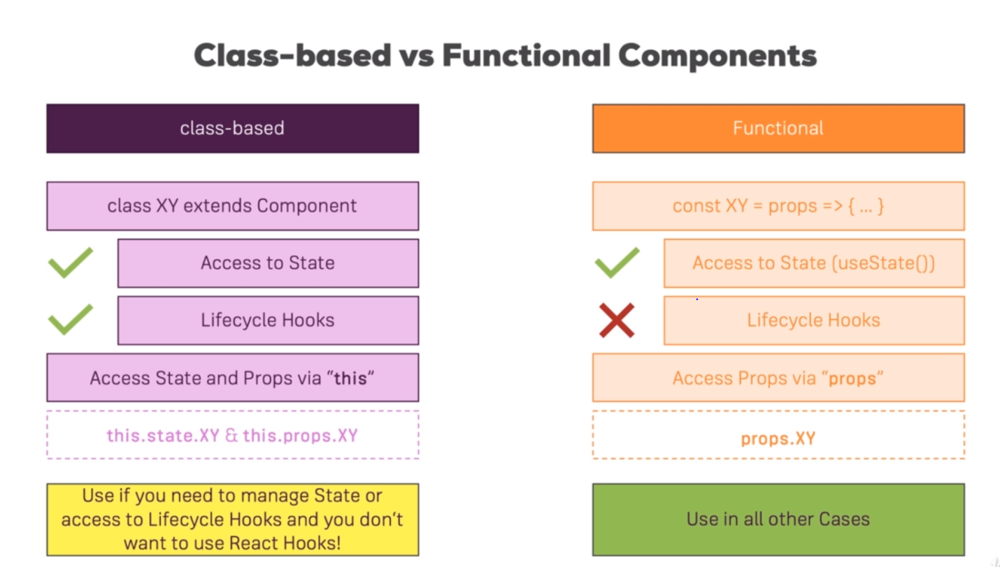 Class-based vs Functional Components
class-based
class XY extends Component
Access to State
Lifecycle Hooks
Access State and Props via “this”
this.state.XY & this.props.XY
Use if you need to manage State or
access to Lifecycle Hooks and you don’t
want to use React Hooks!
Functional
const XY = props => { ... }
Access to State (useState())
Lifecycle Hooks
Access Props via “props”
props.XY
Use in all other Cases